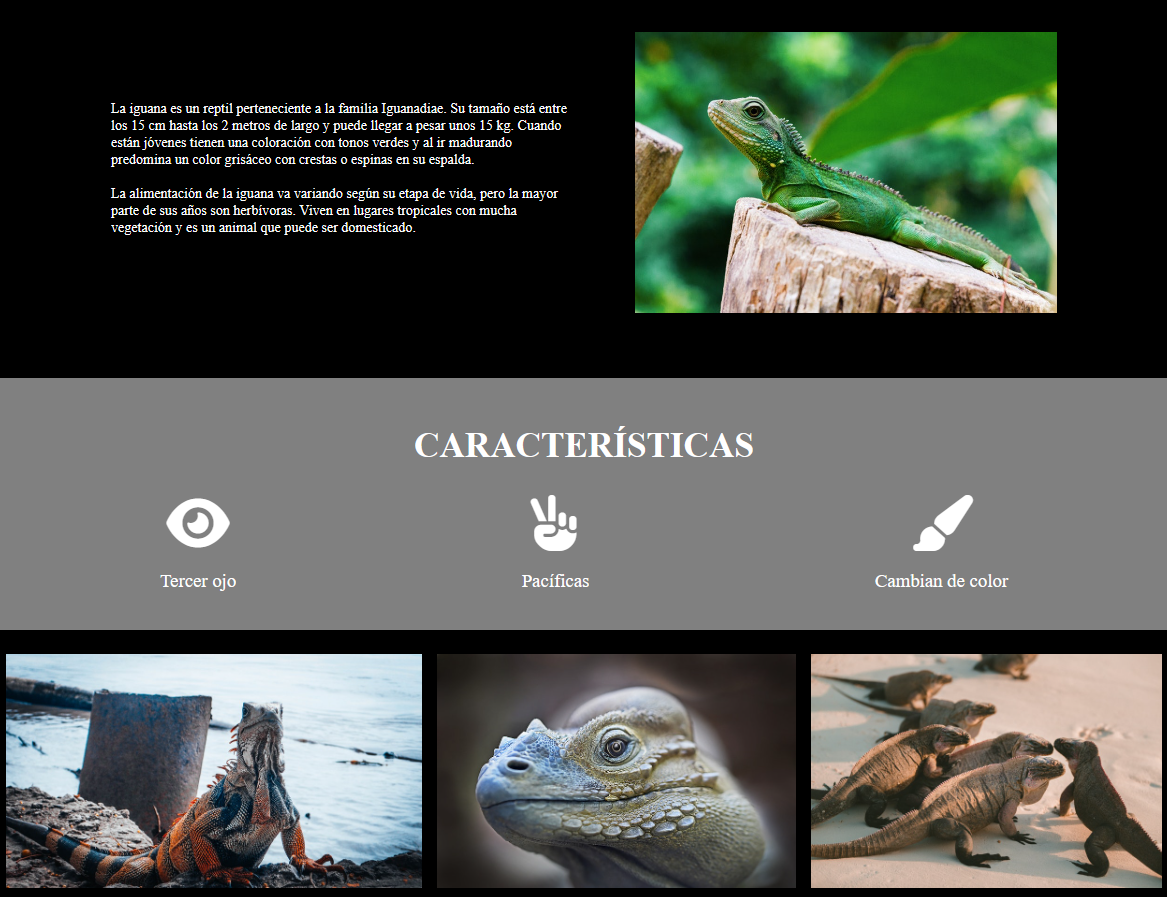 La iguana es un reptil perteneciente a la familia Iguanadiae. Su tamaño está entre
los 15 cm hasta los 2 metros de largo y puede llegar a pesar unos 15 kg. Cuando
están jóvenes tienen una coloración con tonos verdes y al ir madurando
predomina un color grisáceo con crestas o espinas en su espalda.
La alimentación de la iguana va variando según su etapa de vida, pero la mayor
parte de sus años son herbívoras. Viven en lugares tropicales con mucha
vegetación y es un animal que puede ser domesticado.
CARACTERÍSTICAS
Tercer ojo
Pacíficas
Cambian de color